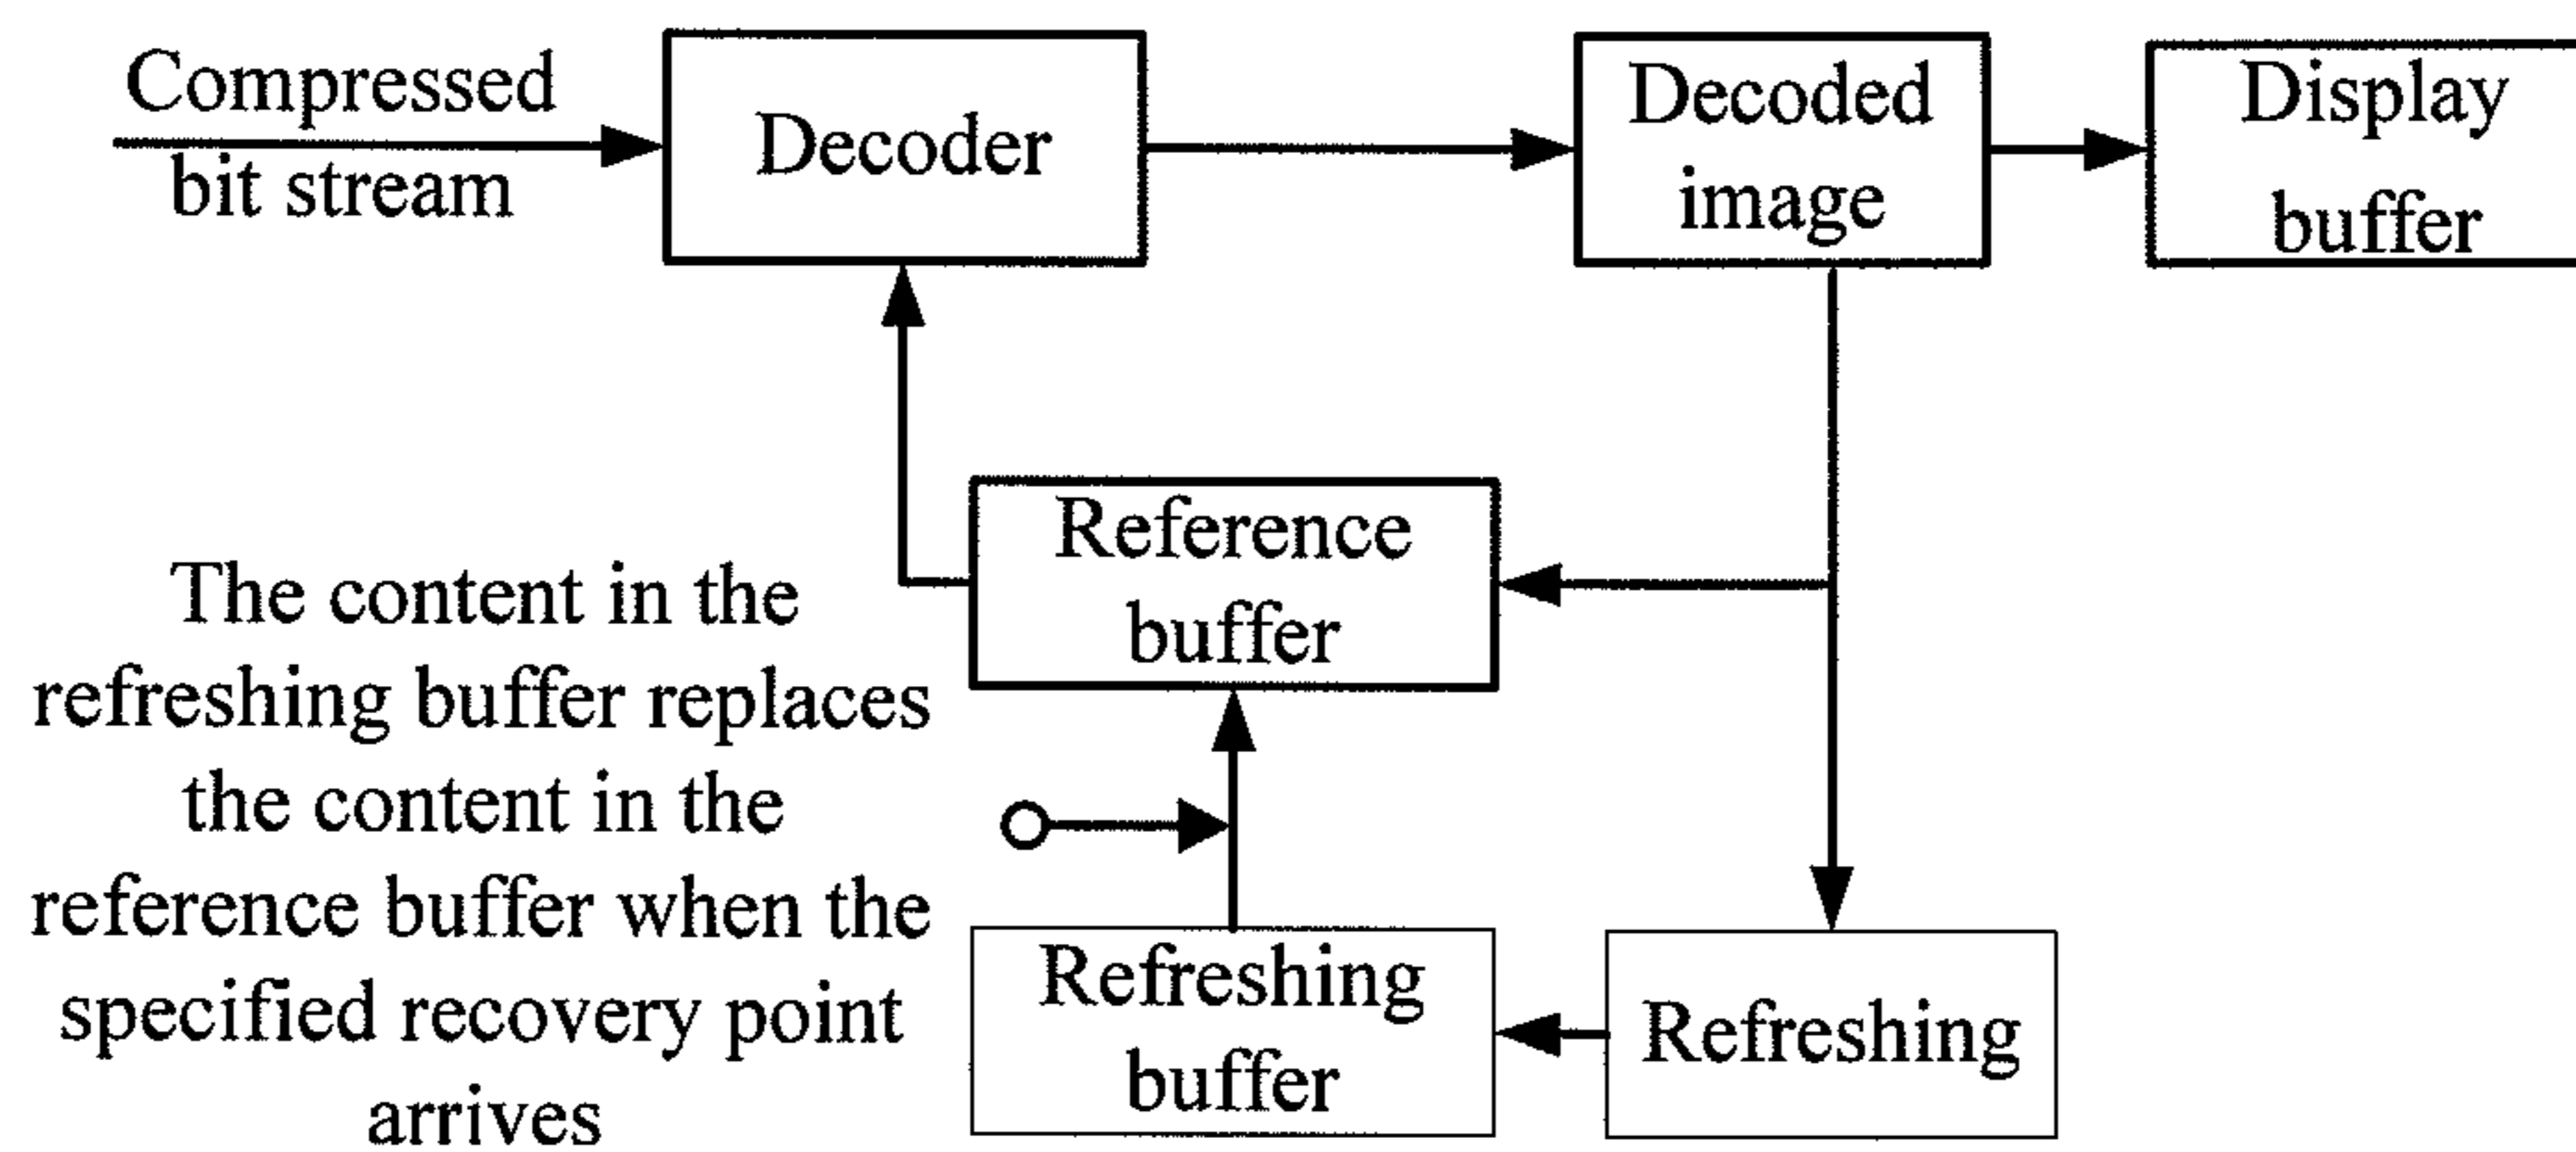 Compressed
bit stream
Decoder
Decoded
image
Display
buffer
Reference
buffer
The content in the
refreshing buffer replaces
the content in the
reference buffer when the
specified recovery point
arrives
Refreshing
buffer
Refreshing